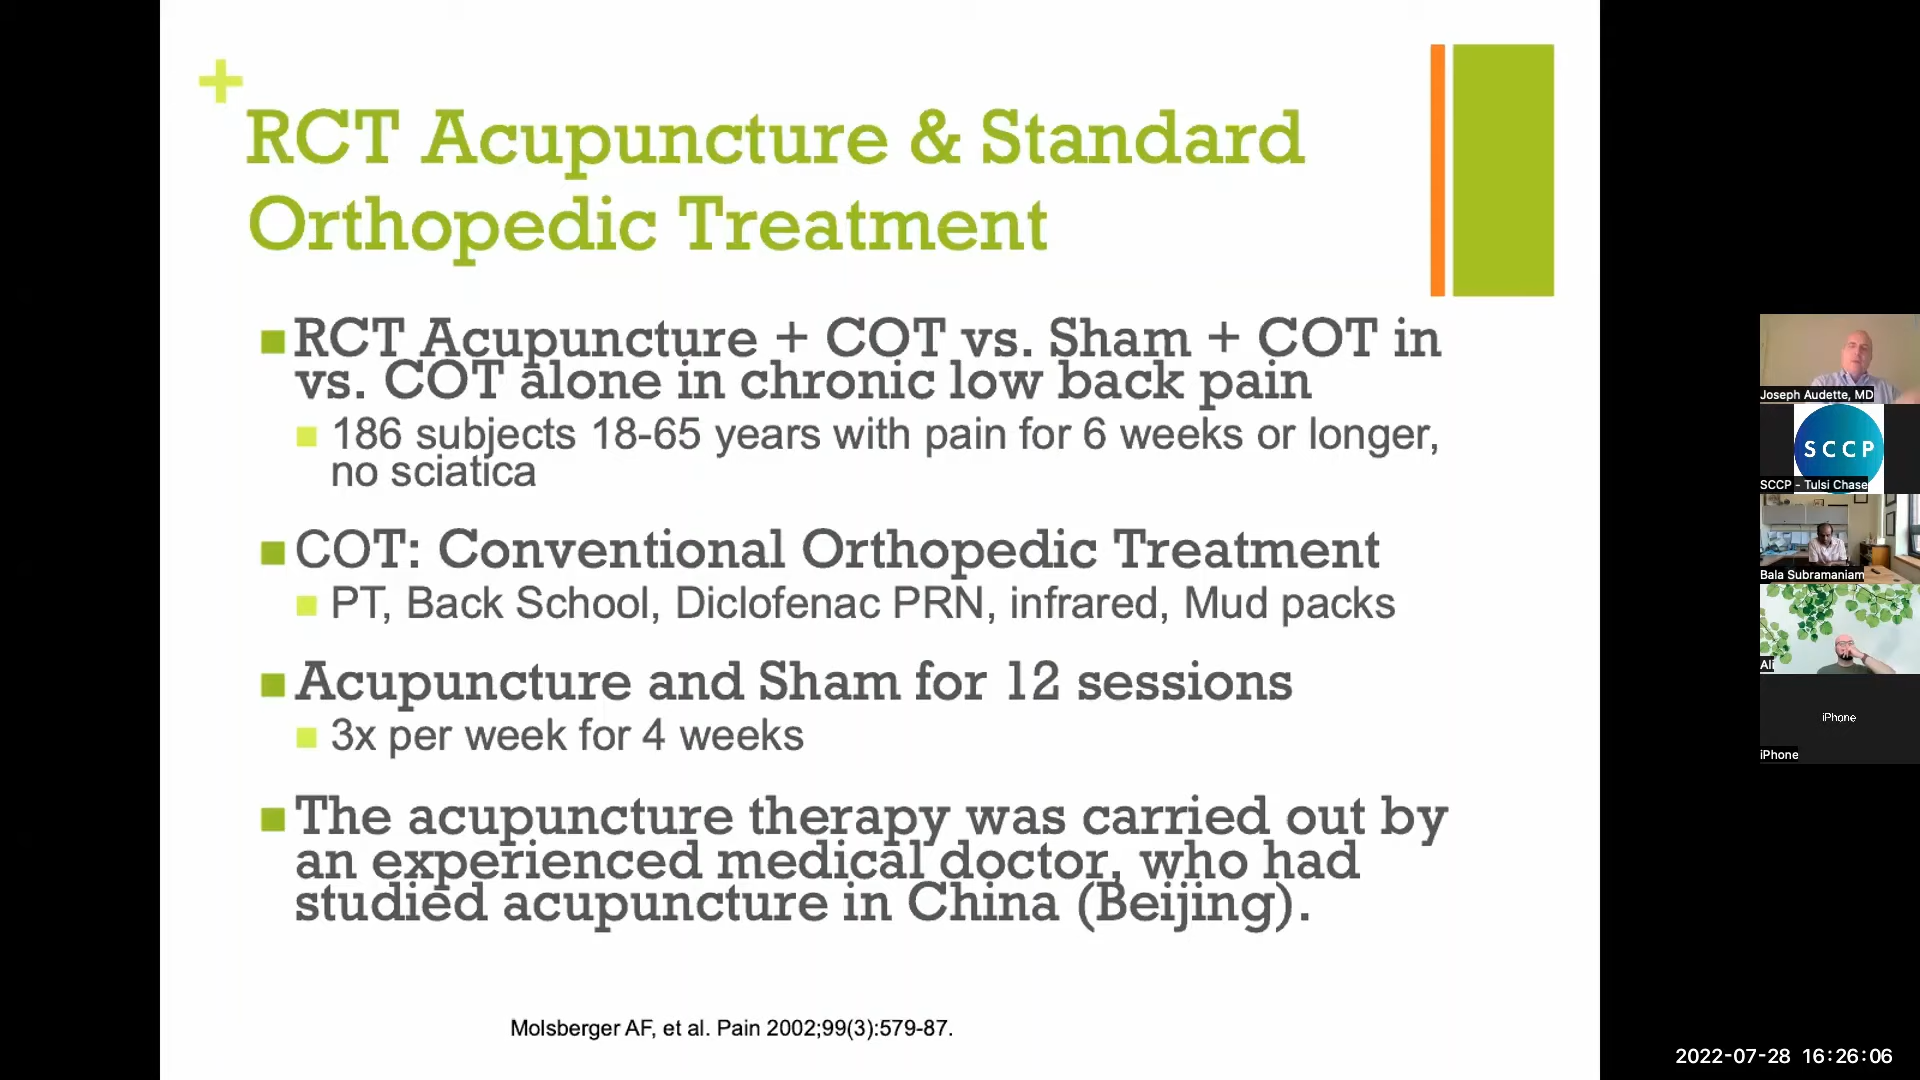 +
RCT Acupuncture & Standard
Orthopedic Treatment
RCT Acupuncture + COT vs. Sham + COT in
vs. COT alone in chronic low back pain
186 subjects 18-65 years with pain for 6 weeks or longer,
no sciatica
COT: Conventional Orthopedic Treatment
PT, Back School, Diclofenac PRN, infrared, Mud packs
Acupuncture and Sham for 12 sessions
3x per week for 4 weeks
The acupuncture therapy was carried out by
an experienced medical doctor, who had
studied acupuncture in China (Beijing).
Molsberger AF, et al. Pain 2002;99(3):579-87.
Joseph Audette, MD
SCCP
SCCP - Tulsi Chase
Bala Subramaniam
Ali
iPhone
iPhone
2022-07-28 16:26:06